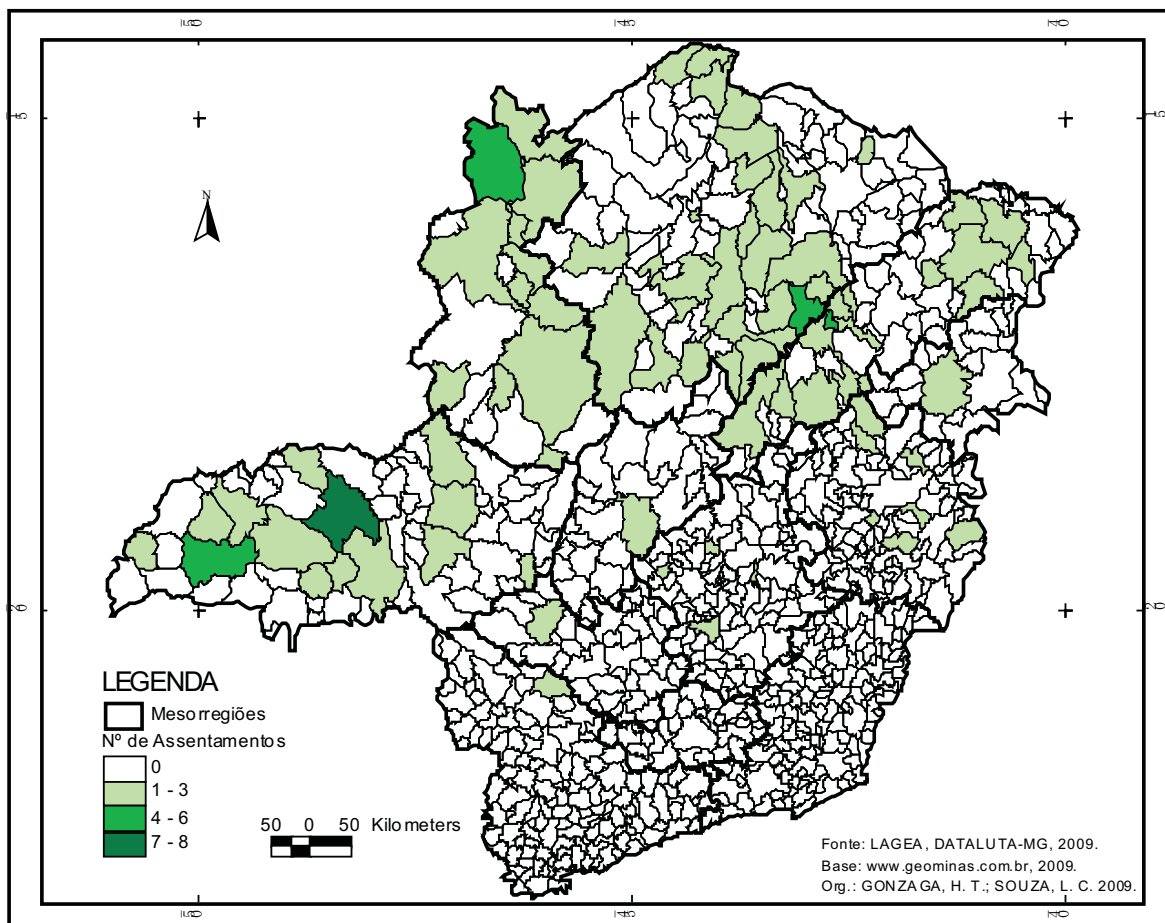 N
LEGENDA
Mesorregiões
Nº de Assentamentos
0
1 - 3
4 - 6
7 - 8
50 0 50 Kilometers
Fonte: LAGEA, DATALUTA-MG, 2009.
Base: www.geominas.com.br, 2009.
Org.: GONZAGA, H. T.; SOUZA, L. C. 2009.